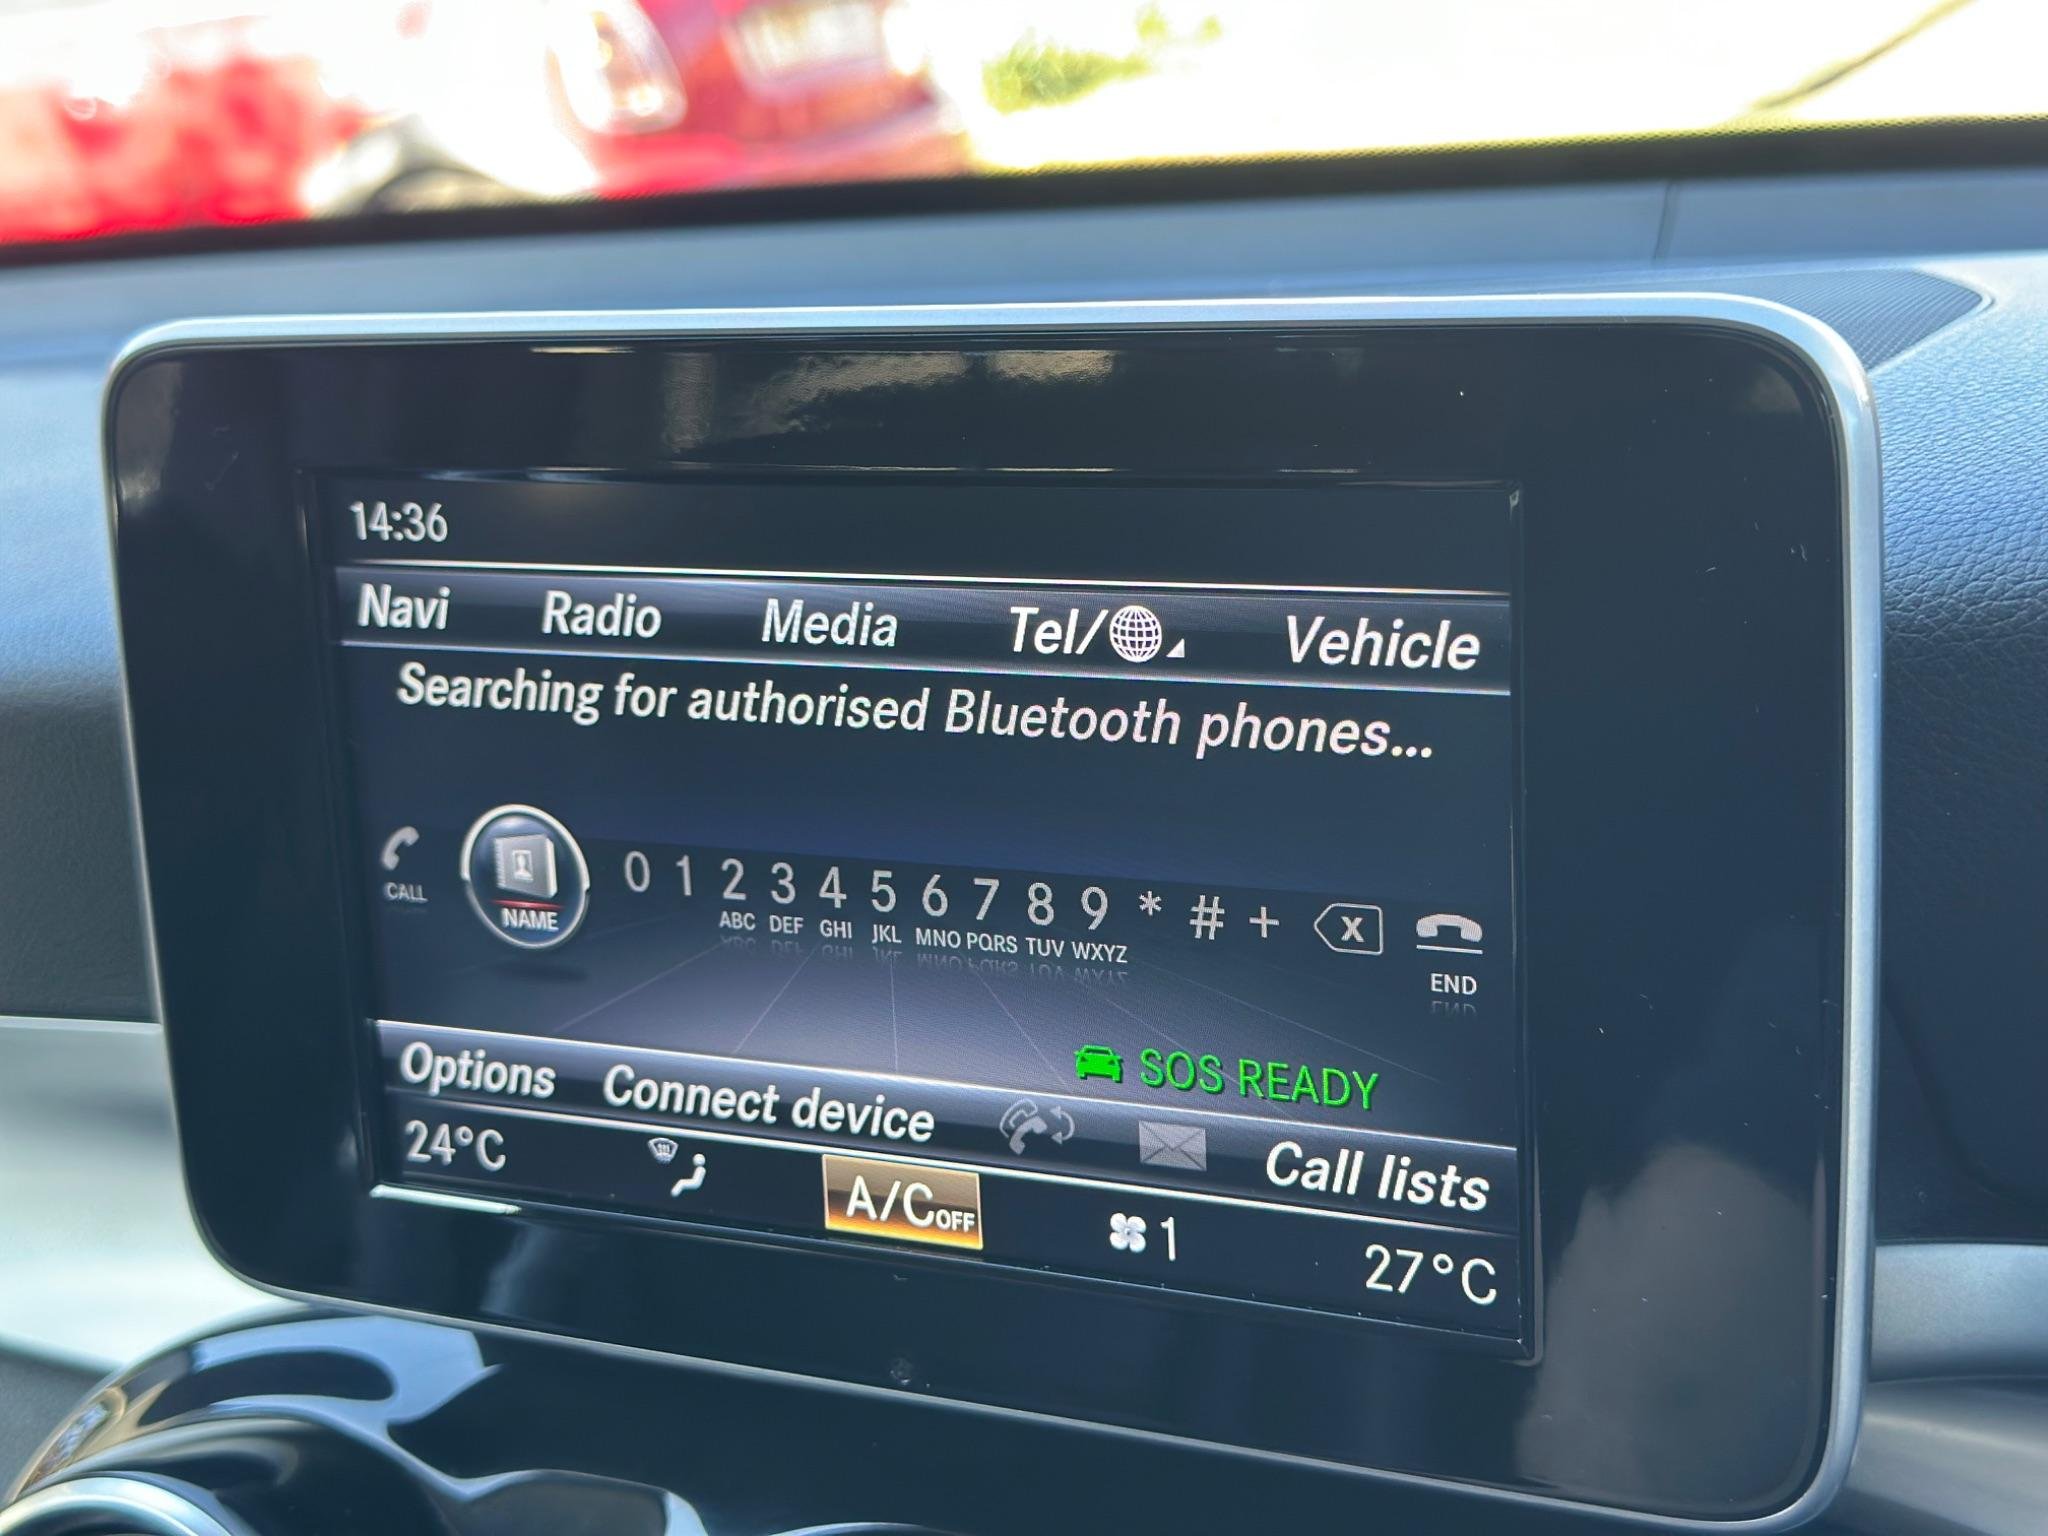 14:36
Navi Radio Media Tel/ Vehicle
Searching for authorised Bluetooth phones...
CALL NAME 0 1 2 3 4 5 6 7 8 9 * # + X END
ABC DEF GHI JKL MNO PQRS TUV WXYZ
SOS READY
Options Connect device Call lists
24°C A/C OFF 1 27°C